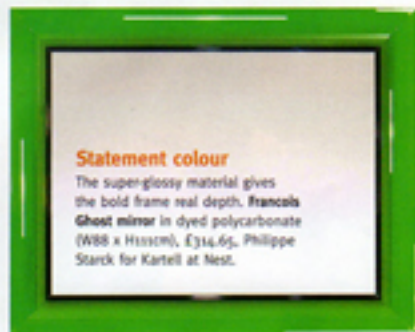 Statement colour
The super-glossy material gives
the bold frame real depth. Francois
Ghost mirror in dyed polycarbonate
(W88 x H111cm), £314.65, Philippe
Starck for Kartell at Nest.